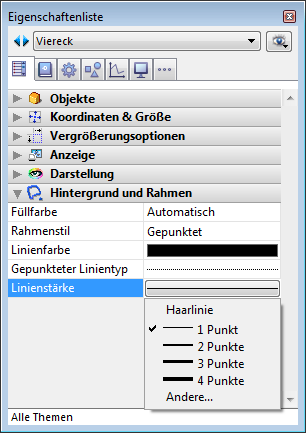 Eigenschaftenliste
Viereck
Objekte
Koordinaten & Größe
Vergrößerungsoptionen
Anzeige
Darstellung
Hintergrund und Rahmen
Füllfarbe Automatisch
Rahmenstil Gepunktet
Linienfarbe
Gepunkteter Linientyp
Linienstärke
Haarlinie
1 Punkt
2 Punkte
3 Punkte
4 Punkte
Andere...
Alle Themen